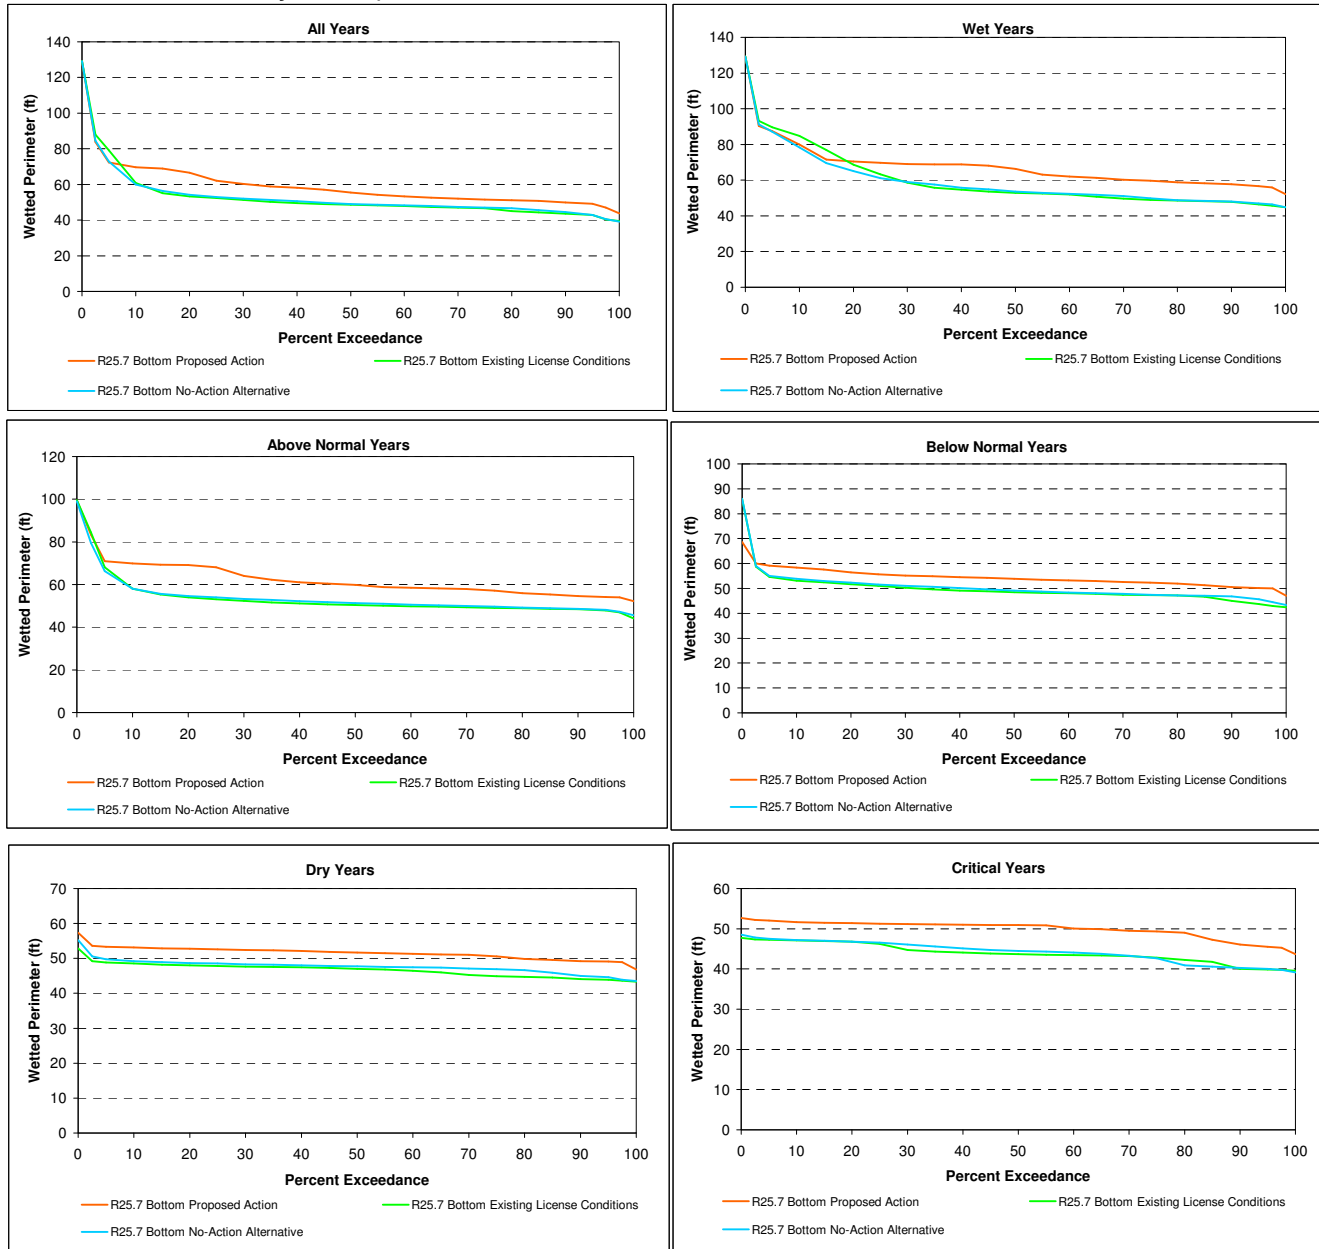 All Years
Wetted Perimeter (ft)
140
120
100
80
60
40
20
0
0 10 20 30 40 50 60 70 80 90 100
Percent Exceedance
R25.7 Bottom Proposed Action
R25.7 Bottom Existing License Conditions
R25.7 Bottom No-Action Alternative
Wet Years
Wetted Perimeter (ft)
140
120
100
80
60
40
20
0
0 10 20 30 40 50 60 70 80 90 100
Percent Exceedance
R25.7 Bottom Proposed Action
R25.7 Bottom Existing License Conditions
R25.7 Bottom No-Action Alternative
Above Normal Years
Wetted Perimeter (ft)
120
100
80
60
40
20
0
0 10 20 30 40 50 60 70 80 90 100
Percent Exceedance
R25.7 Bottom Proposed Action
R25.7 Bottom Existing License Conditions
R25.7 Bottom No-Action Alternative
Below Normal Years
Wetted Perimeter (ft)
100
90
80
70
60
50
40
30
20
10
0
0 10 20 30 40 50 60 70 80 90 100
Percent Exceedance
R25.7 Bottom Proposed Action
R25.7 Bottom Existing License Conditions
R25.7 Bottom No-Action Alternative
Dry Years
Wetted Perimeter (ft)
70
60
50
40
30
20
10
0
0 10 20 30 40 50 60 70 80 90 100
Percent Exceedance
R25.7 Bottom Proposed Action
R25.7 Bottom Existing License Conditions
R25.7 Bottom No-Action Alternative
Critical Years
Wetted Perimeter (ft)
60
50
40
30
20
10
0
0 10 20 30 40 50 60 70 80 90 100
Percent Exceedance
R25.7 Bottom Proposed Action
R25.7 Bottom Existing License Conditions
R25.7 Bottom No-Action Alternative